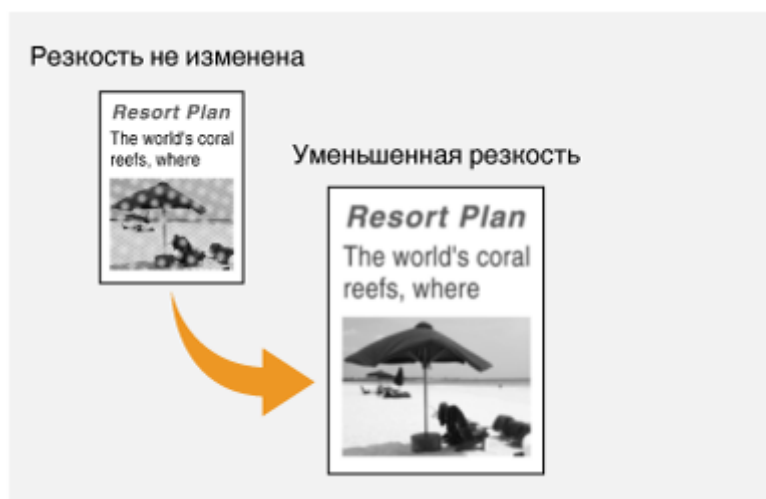 Резкость не изменена
Resort Plan
The world's coral
reefs, where
Уменьшенная резкость
Resort Plan
The world's coral
reefs, where